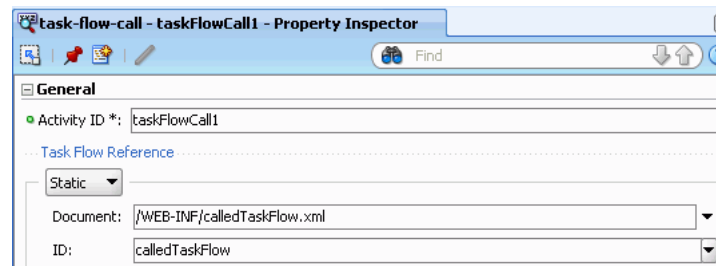 task-flow-call - taskFlowCall1 - Property Inspector
Find
General
Activity ID *: taskFlowCall1
Task Flow Reference
Static
Document: /WEB-INF/calledTaskFlow.xml
ID: calledTaskFlow